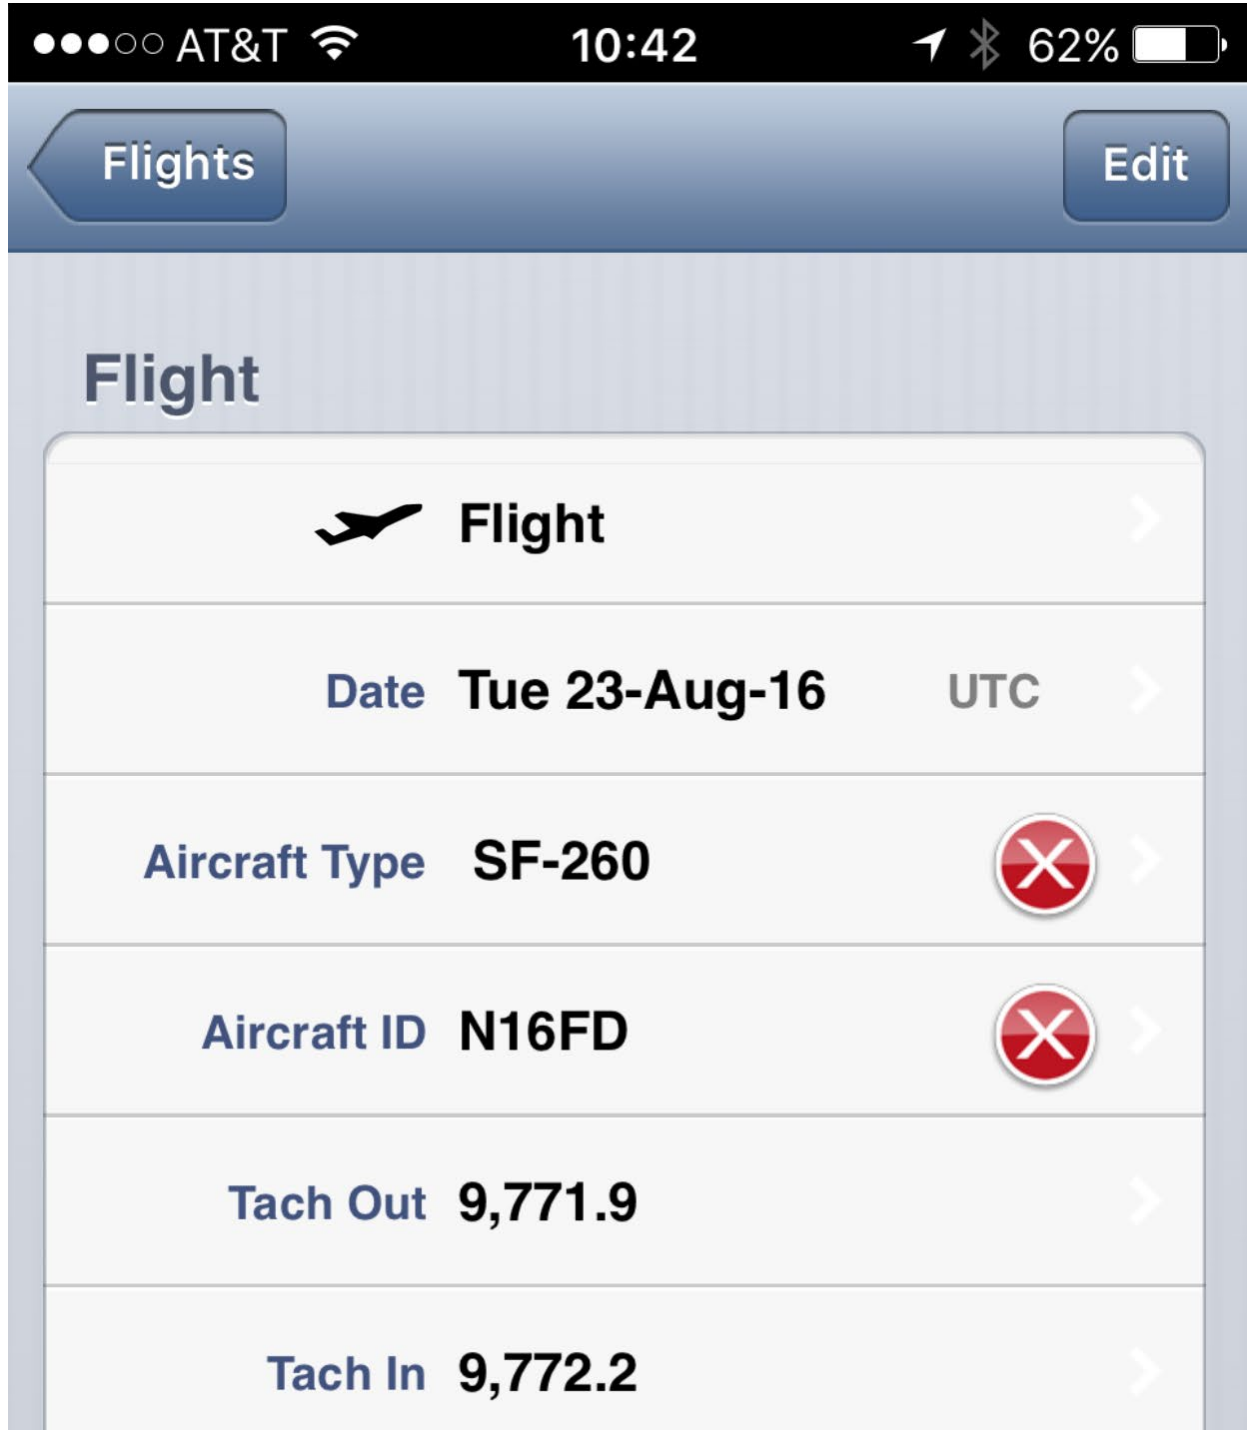 AT&T 10:42 62%
Flights Edit
Flight
Flight
Date Tue 23-Aug-16 UTC
Aircraft Type SF-260 X
Aircraft ID N16FD X
Tach Out 9,771.9
Tach In 9,772.2